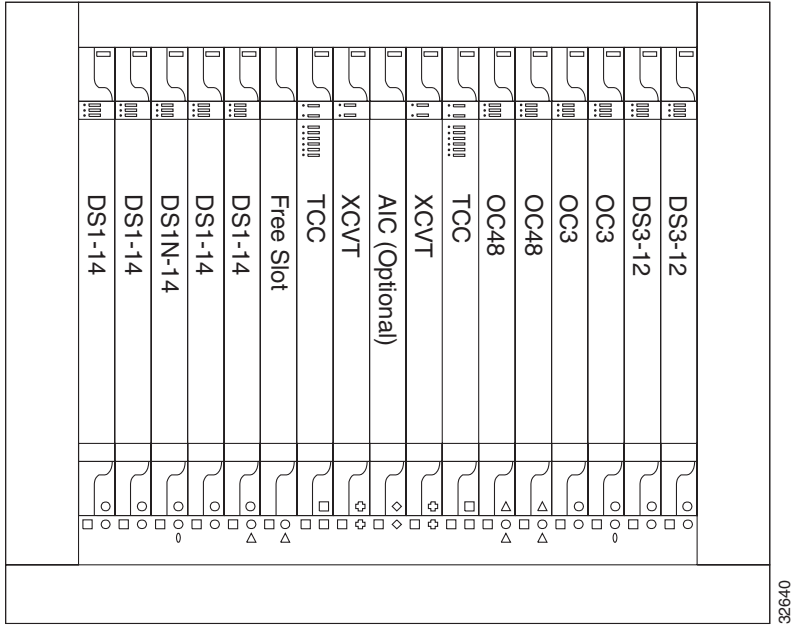 DS1-14
DS1-14
DS1N-14
DS1-14
DS1-14
Free Slot
TCC
XCVT
AIC (Optional)
XCVT
TCC
OC48
OC48
OC3
OC3
DS3-12
DS3-12
32640